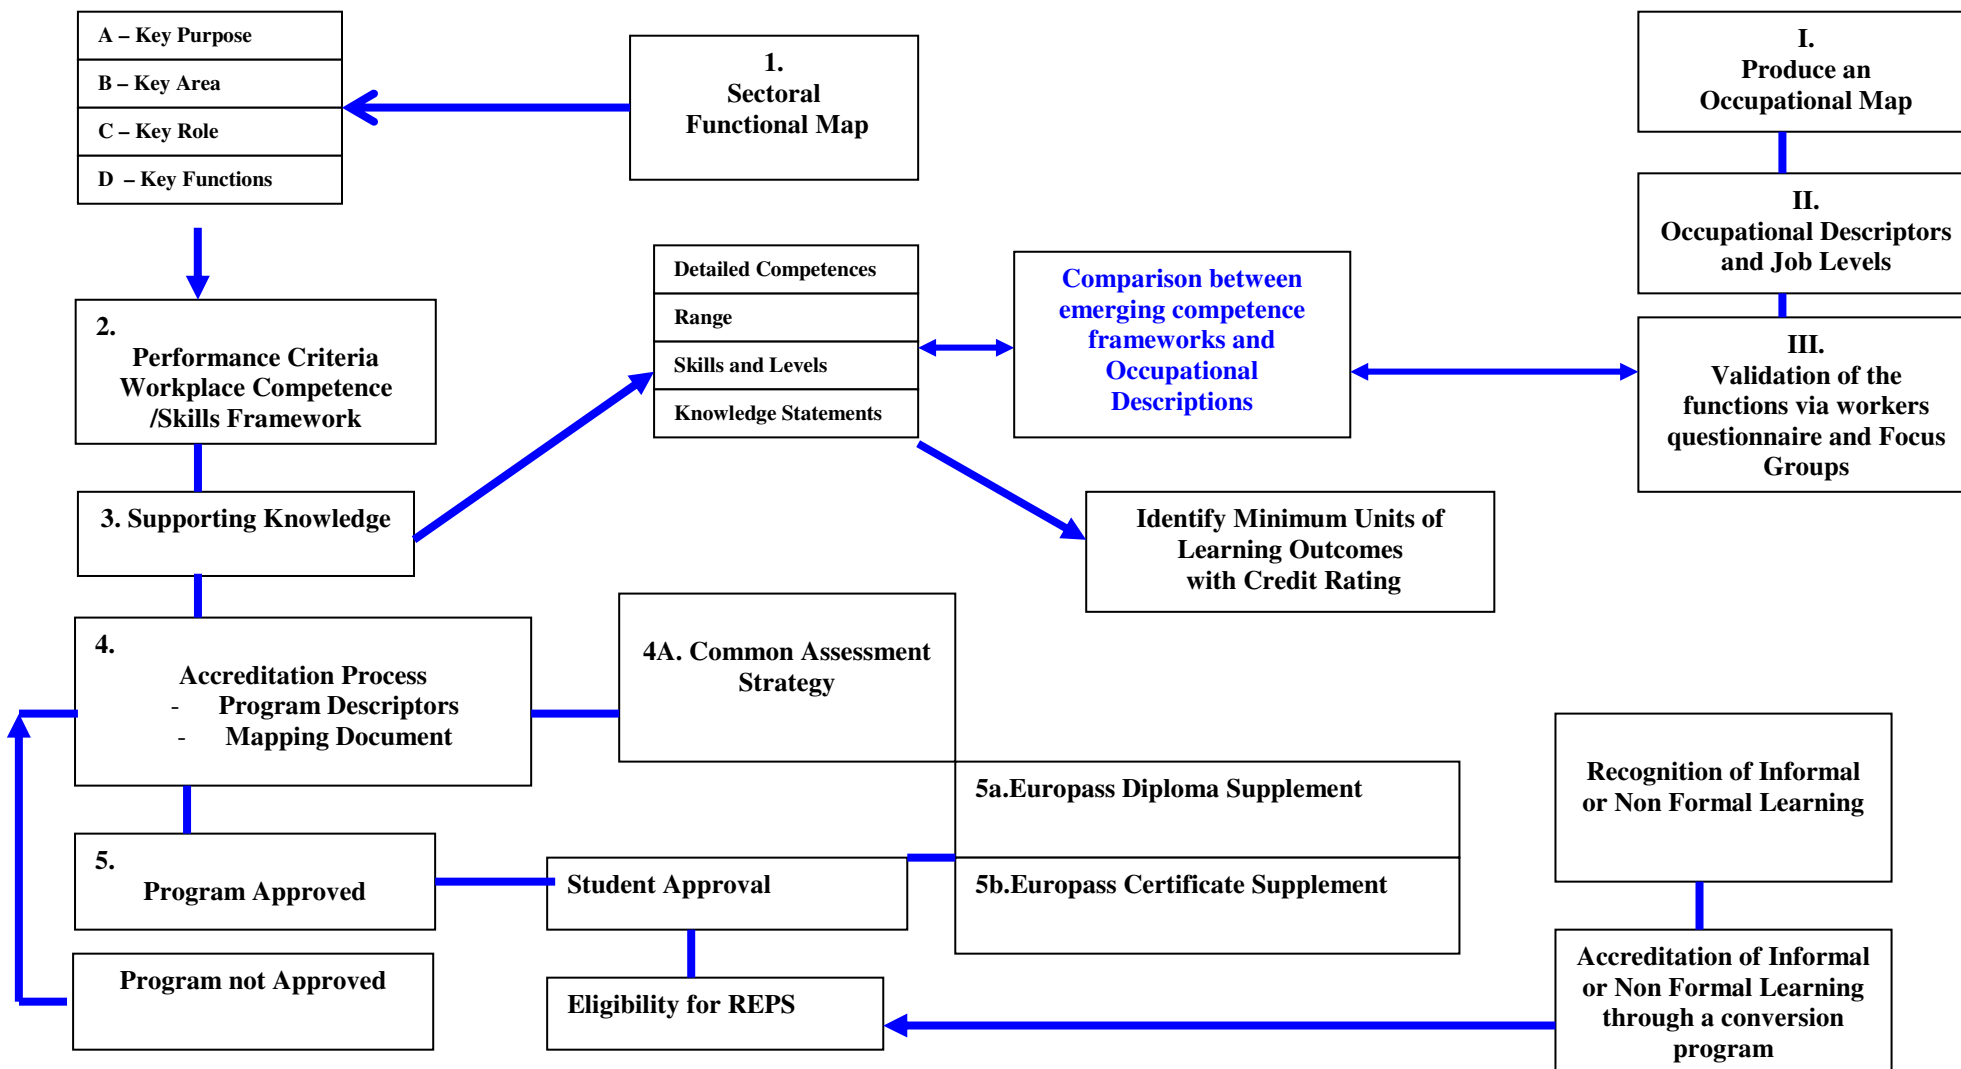 A – Key Purpose
B – Key Area
C – Key Role
D – Key Functions
1.
Sectoral
Functional Map
I.
Produce an
Occupational Map
II.
Occupational Descriptors
and Job Levels
III.
Validation of the
functions via workers
questionnaire and Focus
Groups
2.
Performance Criteria
Workplace Competence
/Skills Framework
Detailed Competences
Range
Skills and Levels
Knowledge Statements
Comparison between
emerging competence
frameworks and
Occupational
Descriptions
3. Supporting Knowledge
Identify Minimum Units of
Learning Outcomes
with Credit Rating
4.
Accreditation Process
- Program Descriptors
- Mapping Document
4A. Common Assessment
Strategy
5a.Europass Diploma Supplement
5b.Europass Certificate Supplement
5.
Program Approved
Student Approval
Program not Approved
Eligibility for REPS
Recognition of Informal
or Non Formal Learning
Accreditation of Informal
or Non Formal Learning
through a conversion
program